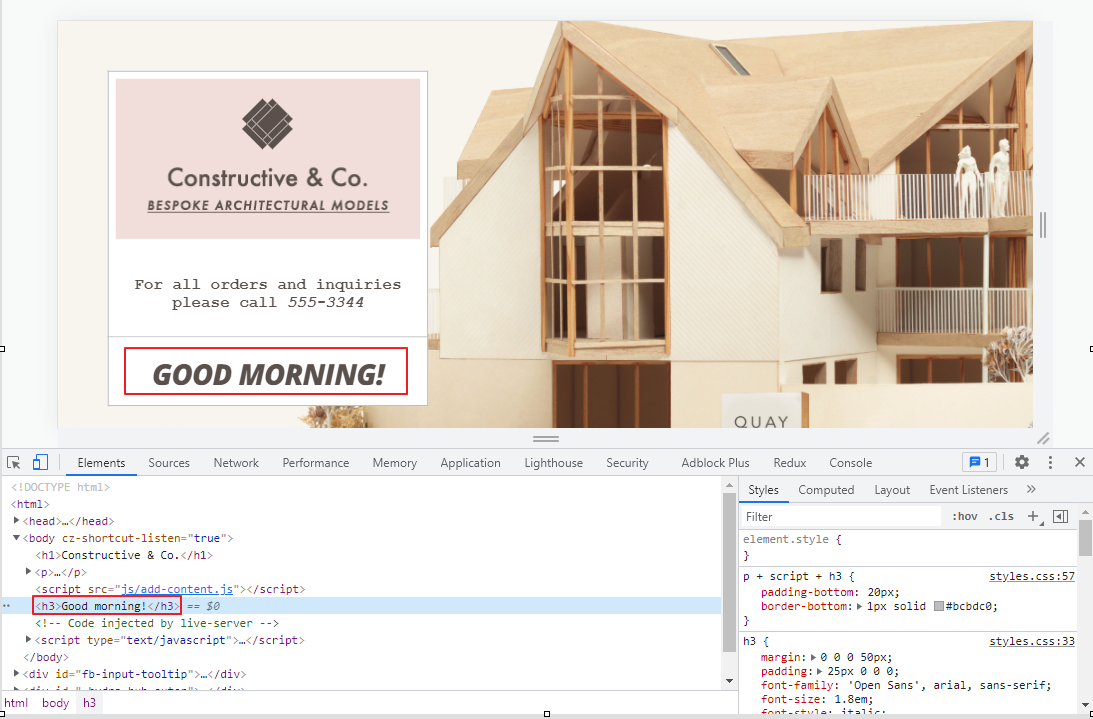 Constructive & Co.
BESPOKE ARCHITECTURAL MODELS
For all orders and inquiries
please call 555-3344
GOOD MORNING!
QUAY
Elements Sources Network Performance Memory Application Lighthouse Security Adblock Plus Redux Console 1
<!DOCTYPE html>
<html>
<head>…</head>
<body cz-shortcut-listen="true">
<h1>Constructive & Co.</h1>
<p>…</p>
<script src="js/add-content.js"></script>
<h3>Good morning!</h3> == $0
<!-- Code injected by live-server -->
<script type="text/javascript">…</script>
</body>
<div id="fb-input-tooltip">…</div>
html body h3
Styles Computed Layout Event Listeners »
Filter :hov .cls +
element.style {
}
p + script + h3 { styles.css:57
padding-bottom: 20px;
border-bottom: 1px solid #bcbdc0;
}
h3 { styles.css:33
margin: 0 0 0 50px;
padding: 25px 0 0 0;
font-family: 'Open Sans', arial, sans-serif;
font-size: 1.8em;
font-style: italic;